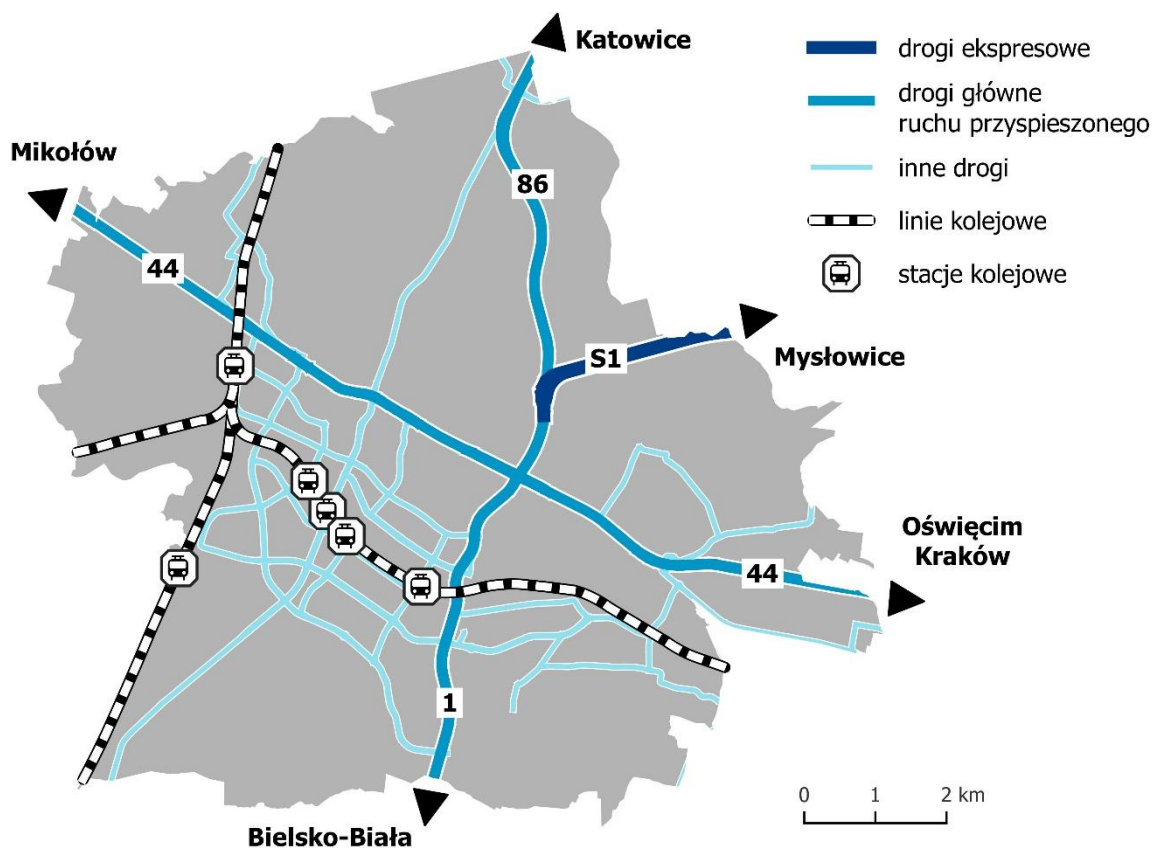 Katowice
drogi ekspresowe
drogi główne
ruchu przyspieszonego
Mikołów
inne drogi
86
linie kolejowe
44
stacje kolejowe
S1
Mysłowice
Oświęcim
Kraków
44
1
0 1 2 km
Bielsko-Biała